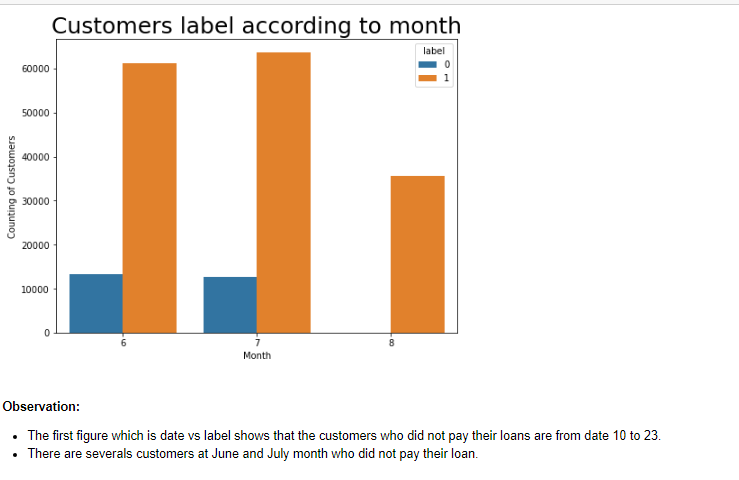 Customers label according to month
label
0
1
60000
50000
40000
30000
20000
10000
0
Counting of Customers
6
7
8
Month
Observation:
• The first figure which is date vs label shows that the customers who did not pay their loans are from date 10 to 23.
• There are severals customers at June and July month who did not pay their loan.